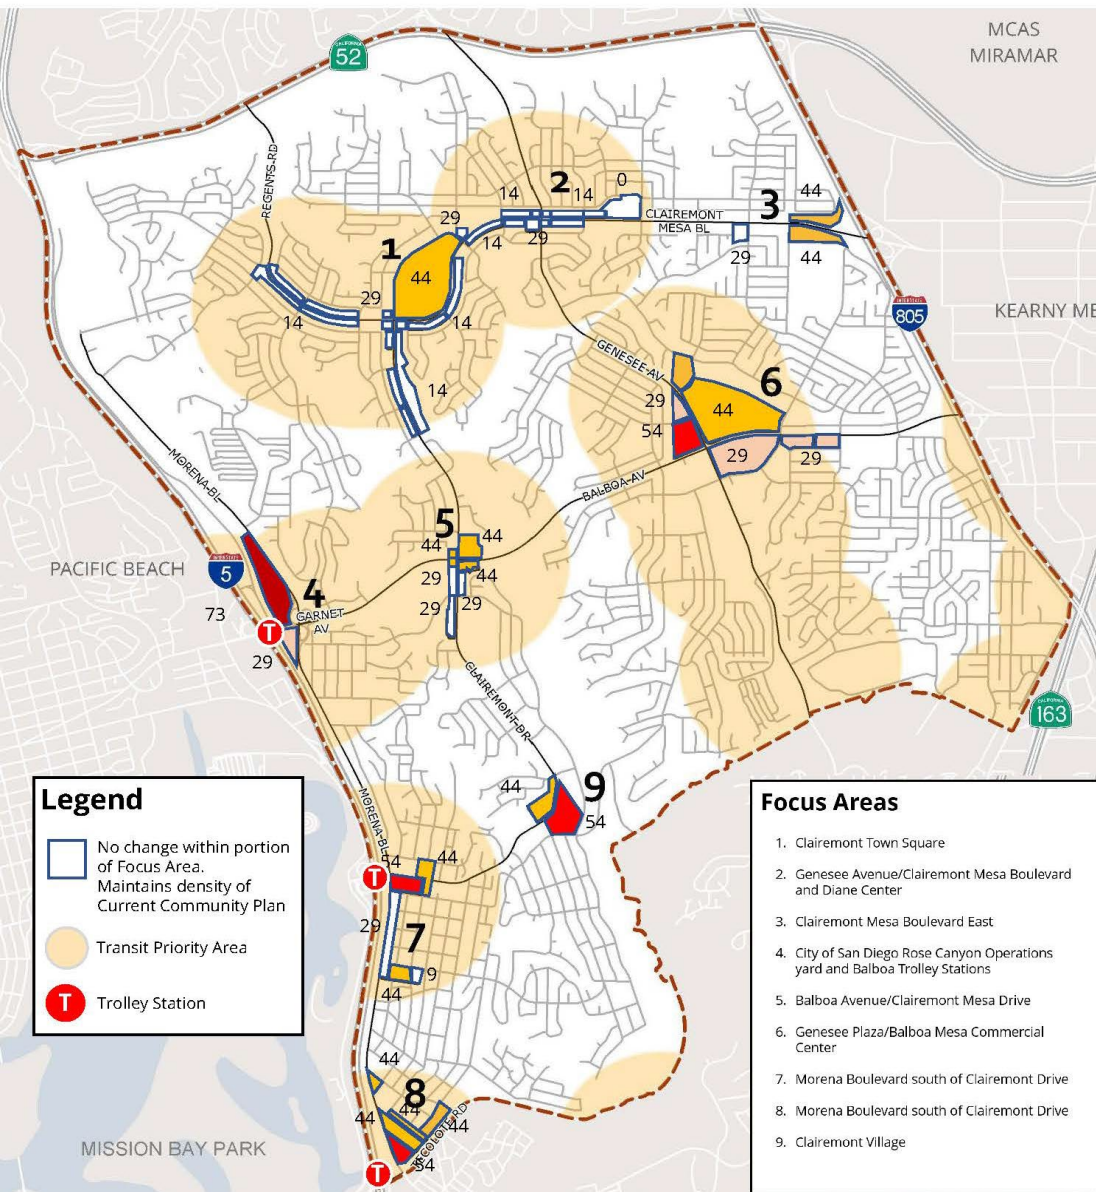 MCAS
MIRAMAR
CALIFORNIA
52
REGENTS RD
2
0
14
14
3
44
29
CLAIREMONT
MESA BL
1
14
29
29
44
44
29
14
14
INTERSTATE
805
KEARNY ME
GENESEE AV
6
14
29
44
54
29
29
MORENA BL
BALBOA AV
5
44
44
PACIFIC BEACH
INTERSTATE
5
29
44
4
73
29
29
GARNET
AV
T
29
CLAIREMONT DR
CALIFORNIA
163
44
9
54
MORENA BL
54
44
T
29
7
9
44
44
8
44
44
44
TECOLOTE RD
54
T
MISSION BAY PARK
Legend
No change within portion
of Focus Area.
Maintains density of
Current Community Plan
Transit Priority Area
T
Trolley Station
Focus Areas
1. Clairemont Town Square
2. Genesee Avenue/Clairemont Mesa Boulevard
and Diane Center
3. Clairemont Mesa Boulevard East
4. City of San Diego Rose Canyon Operations
yard and Balboa Trolley Stations
5. Balboa Avenue/Clairemont Mesa Drive
6. Genesee Plaza/Balboa Mesa Commercial
Center
7. Morena Boulevard south of Clairemont Drive
8. Morena Boulevard south of Clairemont Drive
9. Clairemont Village